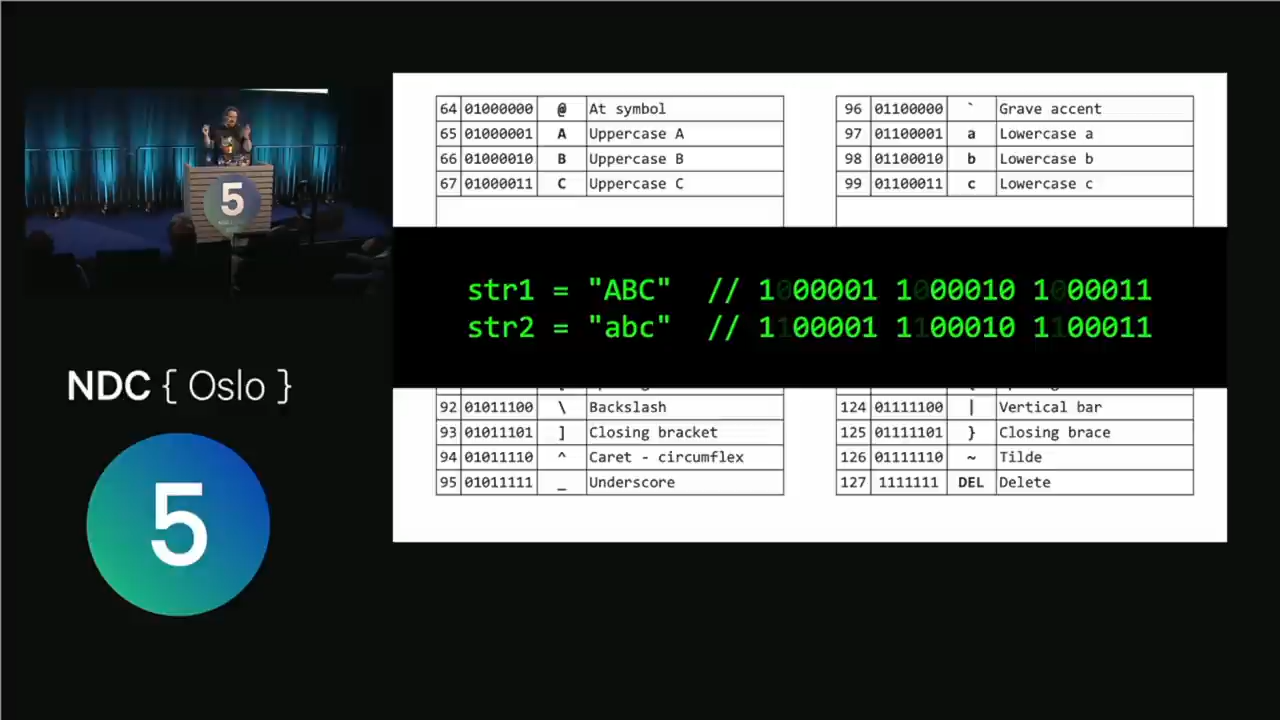 5
NDC { Oslo }
5
64 01000000 @ At symbol
65 01000001 A Uppercase A
66 01000010 B Uppercase B
67 01000011 C Uppercase C
96 01100000 ` Grave accent
97 01100001 a Lowercase a
98 01100010 b Lowercase b
99 01100011 c Lowercase c
str1 = "ABC" // 1000001 1000010 1000011
str2 = "abc" // 1100001 1100010 1100011
92 01011100 \ Backslash
93 01011101 ] Closing bracket
94 01011110 ^ Caret - circumflex
95 01011111 _ Underscore
124 01111100 | Vertical bar
125 01111101 } Closing brace
126 01111110 ~ Tilde
127 1111111 DEL Delete